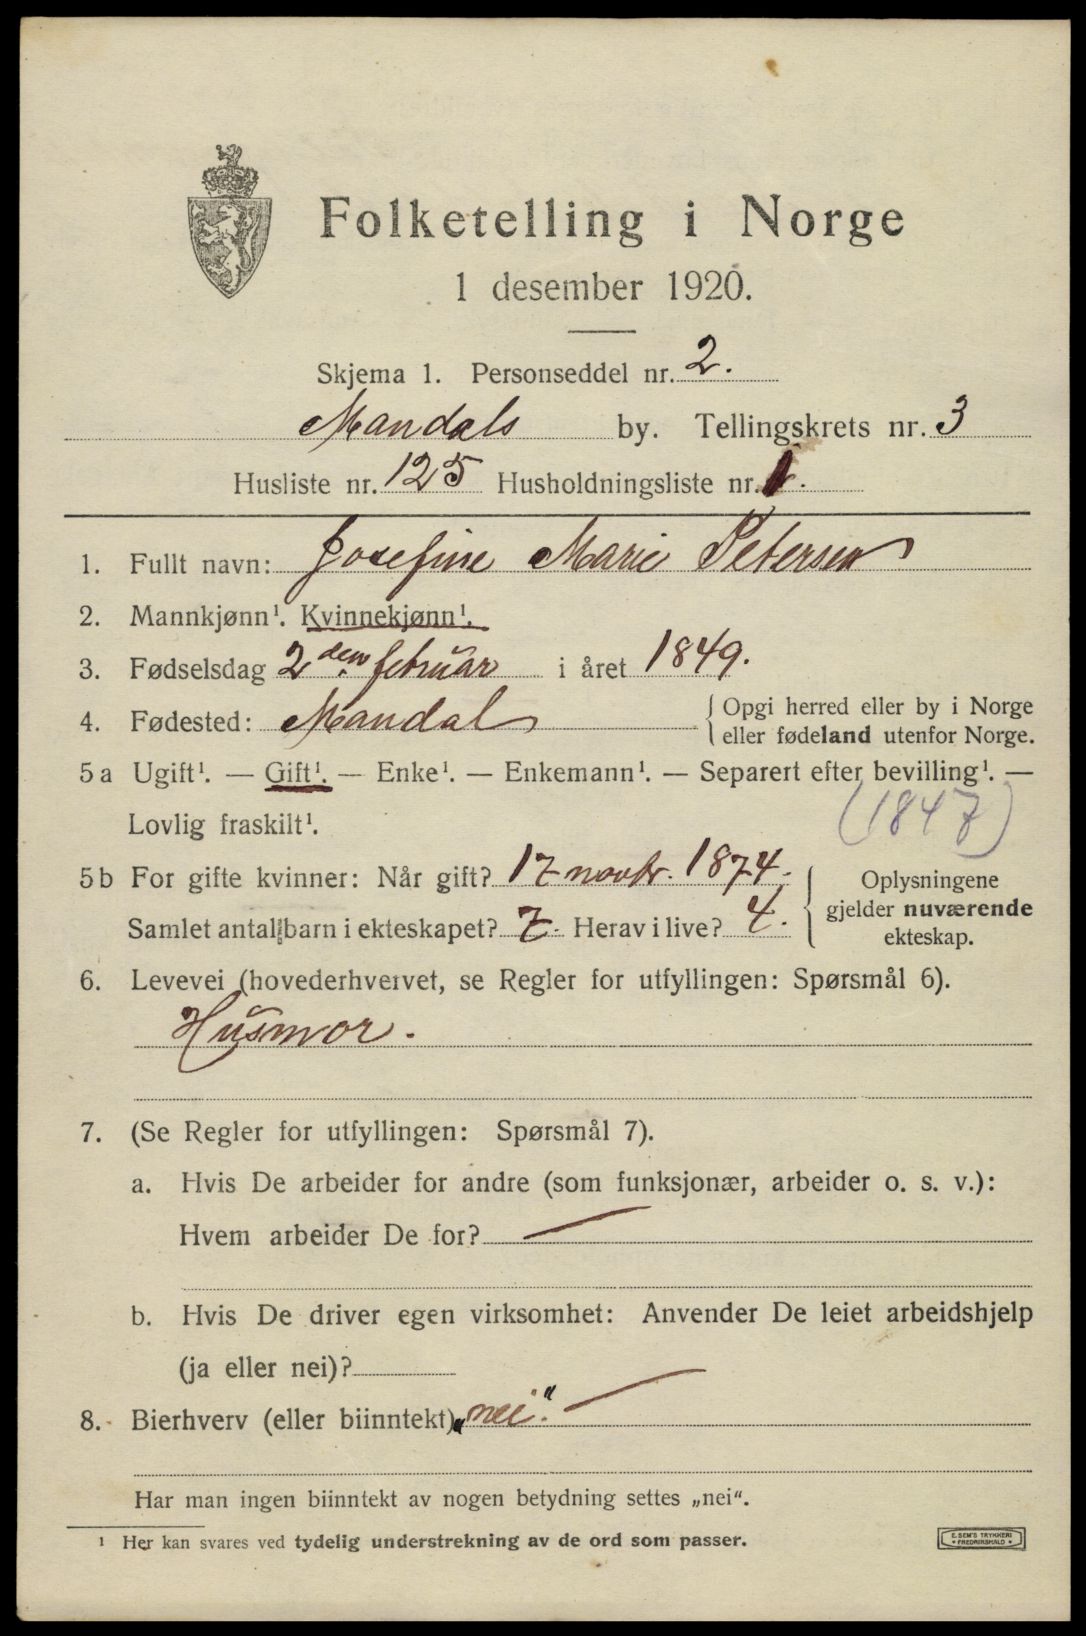 Folketelling i Norge
1 desember 1920.
Skjema 1. Personseddel nr. 2.
Mandals by. Tellingskrets nr. 3
Husliste nr. 125 Husholdningsliste nr. 1.
1. Fullt navn: Josefine Marie Petersen
2. Mannkjønn¹. Kvinnekjønn¹.
3. Fødselsdag 2den februar i året 1849.
4. Fødested: Mandal { Opgi herred eller by i Norge
eller fødeland utenfor Norge.
5 a Ugift¹. — Gift¹. — Enke¹. — Enkemann¹. — Separert efter bevilling¹. —
Lovlig fraskilt¹. (1847)
5 b For gifte kvinner: Når gift? 17 novbr. 1874. { Oplysningene
gjelder nuværende
ekteskap.
Samlet antall barn i ekteskapet? 7. Herav i live? 4.
6. Levevei (hovederhvervet, se Regler for utfyllingen: Spørsmål 6).
Husmor.
7. (Se Regler for utfyllingen: Spørsmål 7).
a. Hvis De arbeider for andre (som funksjonær, arbeider o. s. v.):
Hvem arbeider De for? —
b. Hvis De driver egen virksomhet: Anvender De leiet arbeidshjelp
(ja eller nei)?
8. Bierhverv (eller biinntekt) „nei". —
Har man ingen biinntekt av nogen betydning settes „nei".
¹ Her kan svares ved tydelig understrekning av de ord som passer.
E. SEM'S TRYKKERI
• FREDRIKSHALD •